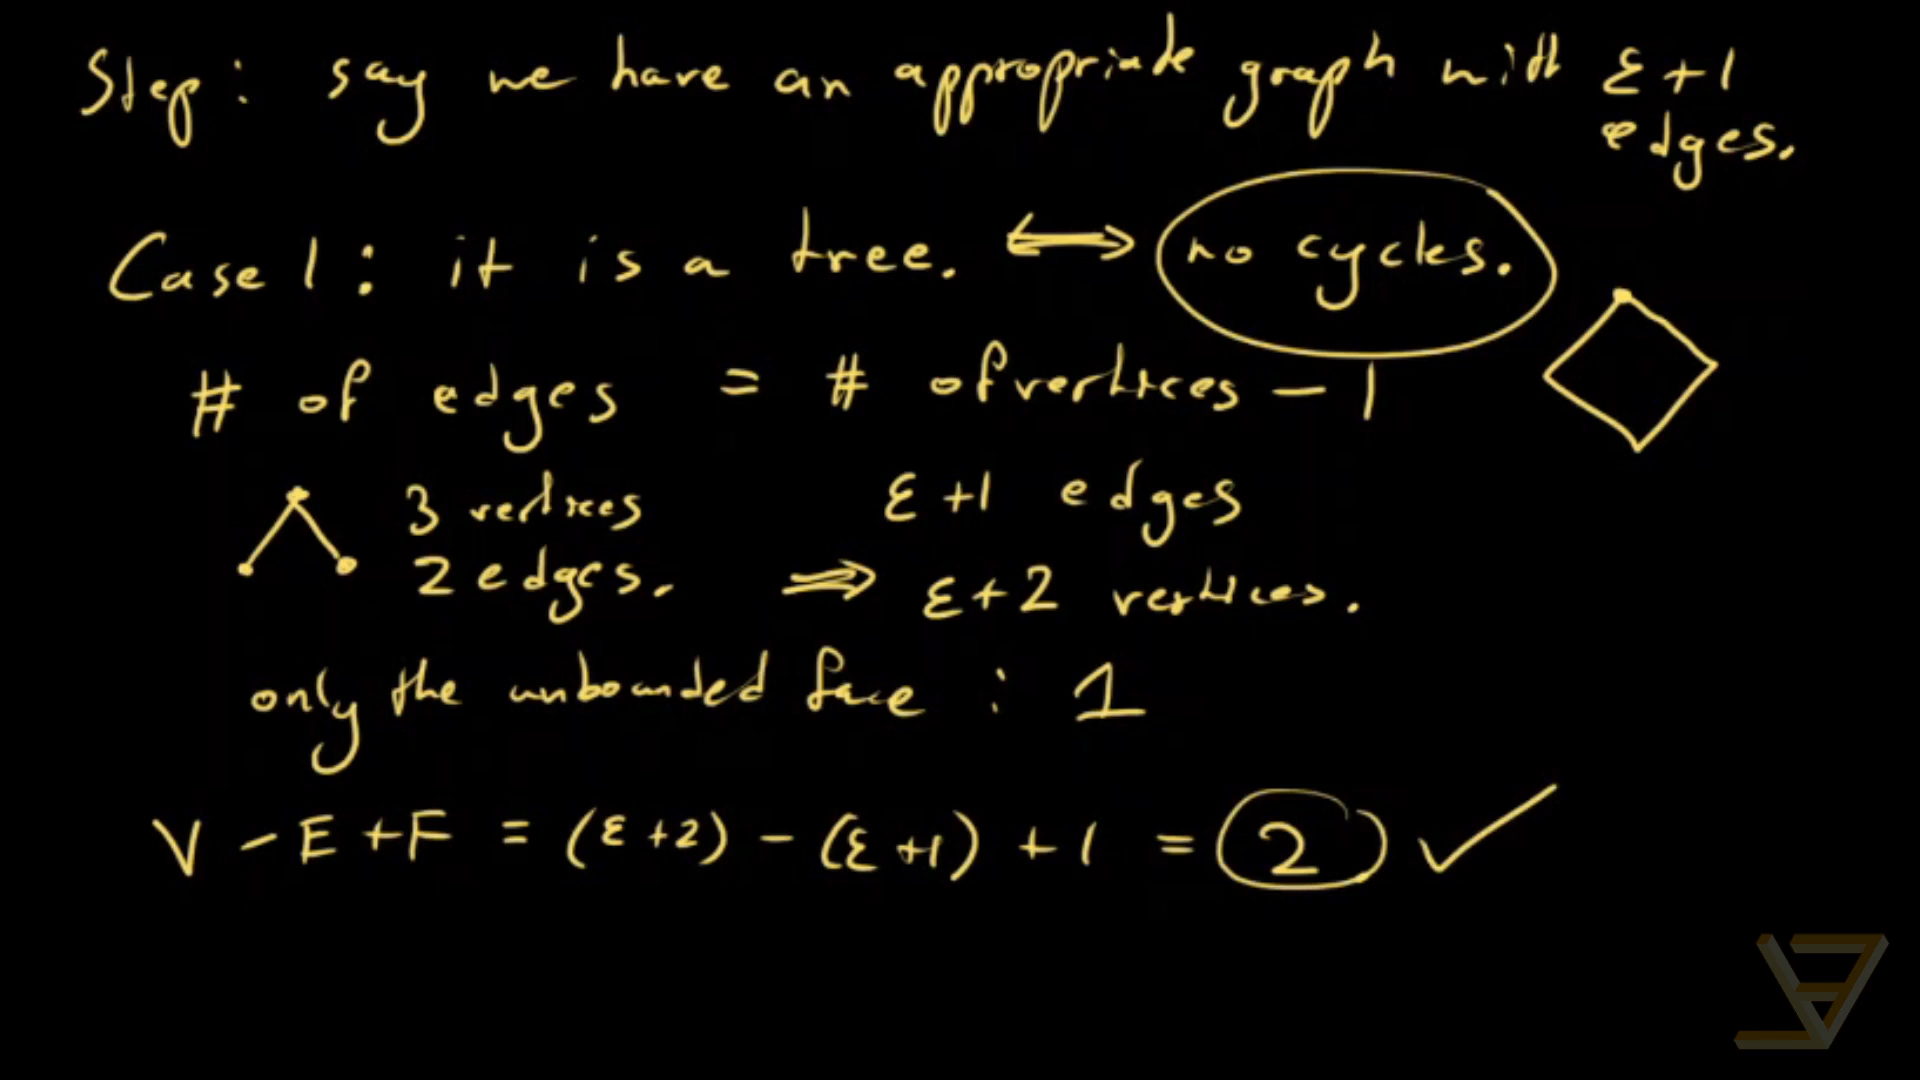 Step: say we have an appropriate graph with ε+1
edges.
Case 1: it is a tree. ⟷ no cycles.
# of edges = # of vertices - 1
3 vertices
2 edges.
ε+1 edges
⟹ ε+2 vertices.
only the unbounded face : 1
V - E + F = (ε+2) - (ε+1) + 1 = 2 ✓